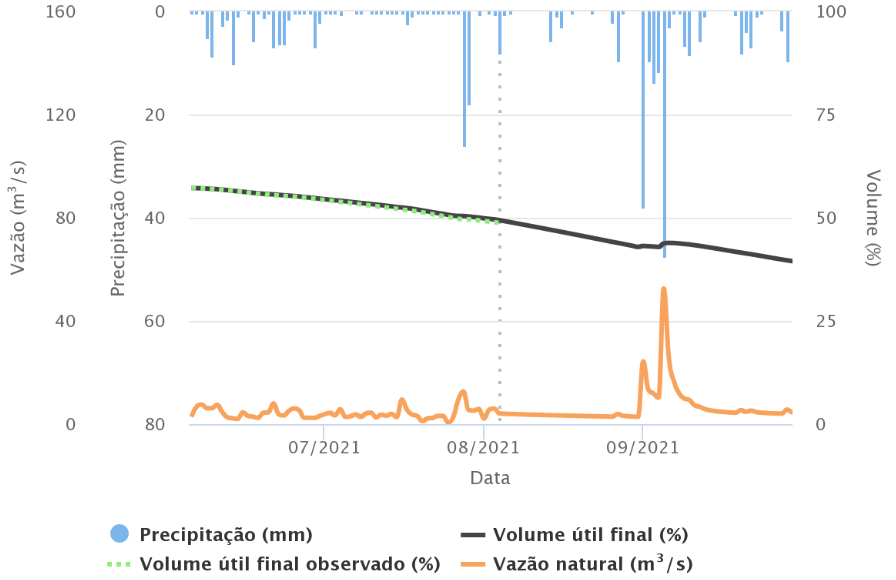 160 0 100
120 20 75
80 40 50
40 60 25
0 80 0
Vazão (m³/s)
Precipitação (mm)
Volume (%)
07/2021 08/2021 09/2021
Data
Precipitação (mm) Volume útil final (%)
Volume útil final observado (%) Vazão natural (m³/s)